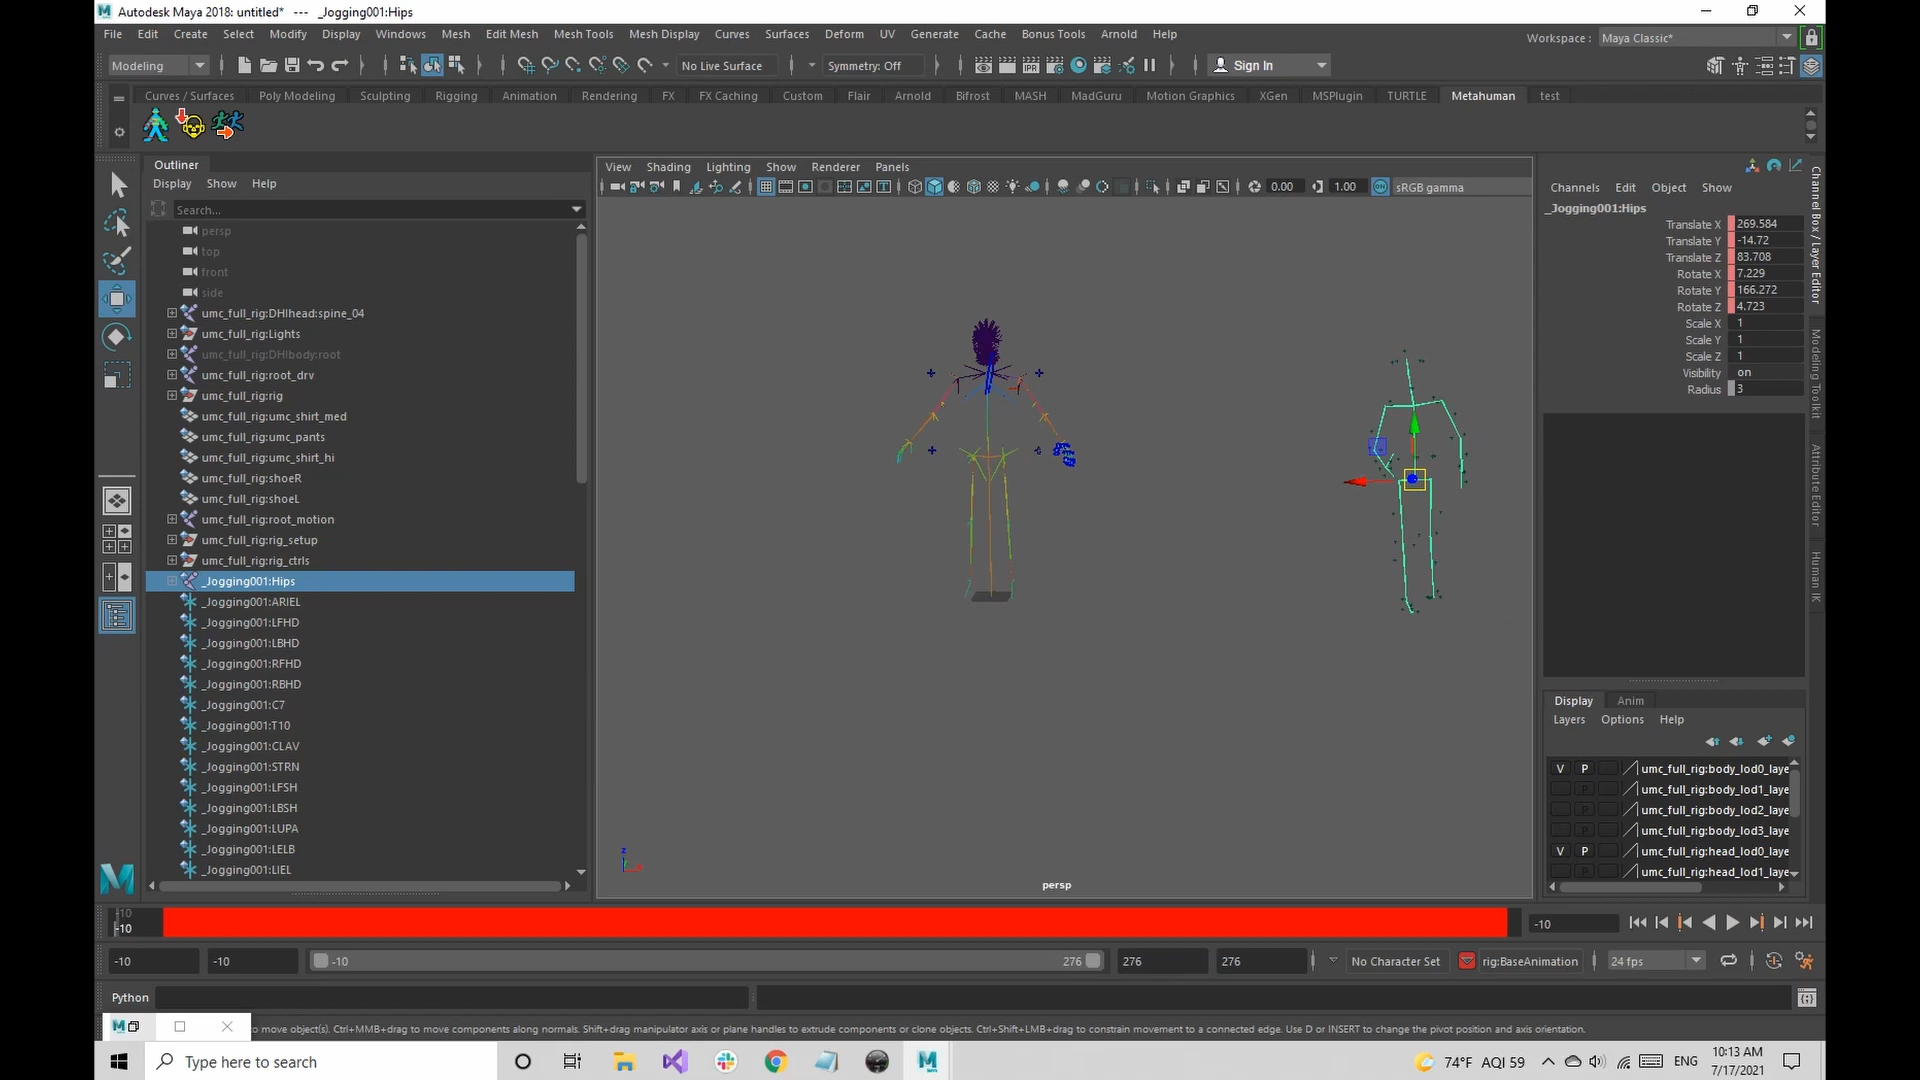 Autodesk Maya 2018: untitled*   ---   _Jogging001:Hips
File Edit Create Select Modify Display Windows Mesh Edit Mesh Mesh Tools Mesh Display Curves Surfaces Deform UV Generate Cache Bonus Tools Arnold Help
Workspace : Maya Classic*
Modeling No Live Surface Symmetry: Off Sign In
Curves / Surfaces Poly Modeling Sculpting Rigging Animation Rendering FX FX Caching Custom Flair Arnold Bifrost MASH MadGuru Motion Graphics XGen MSPlugin TURTLE Metahuman test
Outliner
Display Show Help
Search...
persp
top
front
side
umc_full_rig:DHIhead:spine_04
umc_full_rig:Lights
umc_full_rig:DHIbody:root
umc_full_rig:root_drv
umc_full_rig:rig
umc_full_rig:umc_shirt_med
umc_full_rig:umc_pants
umc_full_rig:umc_shirt_hi
umc_full_rig:shoeR
umc_full_rig:shoeL
umc_full_rig:root_motion
umc_full_rig:rig_setup
umc_full_rig:rig_ctrls
_Jogging001:Hips
_Jogging001:ARIEL
_Jogging001:LFHD
_Jogging001:LBHD
_Jogging001:RFHD
_Jogging001:RBHD
_Jogging001:C7
_Jogging001:T10
_Jogging001:CLAV
_Jogging001:STRN
_Jogging001:LFSH
_Jogging001:LBSH
_Jogging001:LUPA
_Jogging001:LELB
_Jogging001:LIEL
View Shading Lighting Show Renderer Panels
IPR
0.00 1.00 ON sRGB gamma
z
persp
Channels Edit Object Show
_Jogging001:Hips
Translate X 269.584
Translate Y -14.72
Translate Z 83.708
Rotate X 7.229
Rotate Y 166.272
Rotate Z 4.723
Scale X 1
Scale Y 1
Scale Z 1
Visibility on
Radius 3
Channel Box / Layer Editor
Modeling Toolkit
Attribute Editor
Human IK
Display Anim
Layers Options Help
V P umc_full_rig:body_lod0_laye
umc_full_rig:body_lod1_laye
umc_full_rig:body_lod2_laye
umc_full_rig:body_lod3_laye
V P umc_full_rig:head_lod0_laye
umc_full_rig:head_lod1_laye
-10
-10
-10
-10 -10 -10 276 276 276 No Character Set rig:BaseAnimation 24 fps
Python
to move object(s). Ctrl+MMB+drag to move components along normals. Shift+drag manipulator axis or plane handles to extrude components or clone objects. Ctrl+Shift+LMB+drag to constrain movement to a connected edge. Use D or INSERT to change the pivot position and axis orientation.
Type here to search
74°F AQI 59 ENG
10:13 AM
7/17/2021